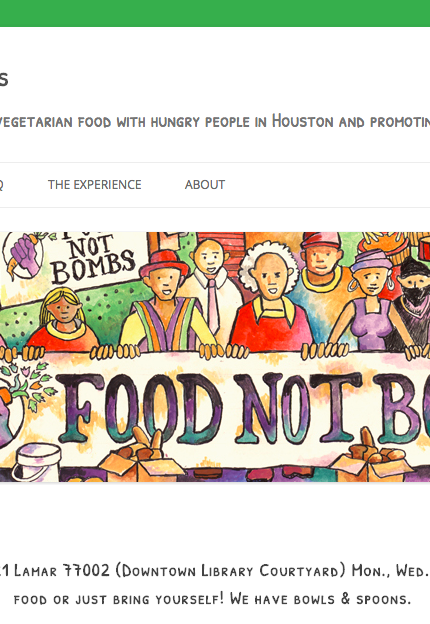 s
vegetarian food with hungry people in Houston and promotin
Q
THE EXPERIENCE
ABOUT
NOT
BOMBS
FOOD NOT BO
1 Lamar 77002 (Downtown Library Courtyard) Mon., Wed.
food or just bring yourself! We have bowls & spoons.